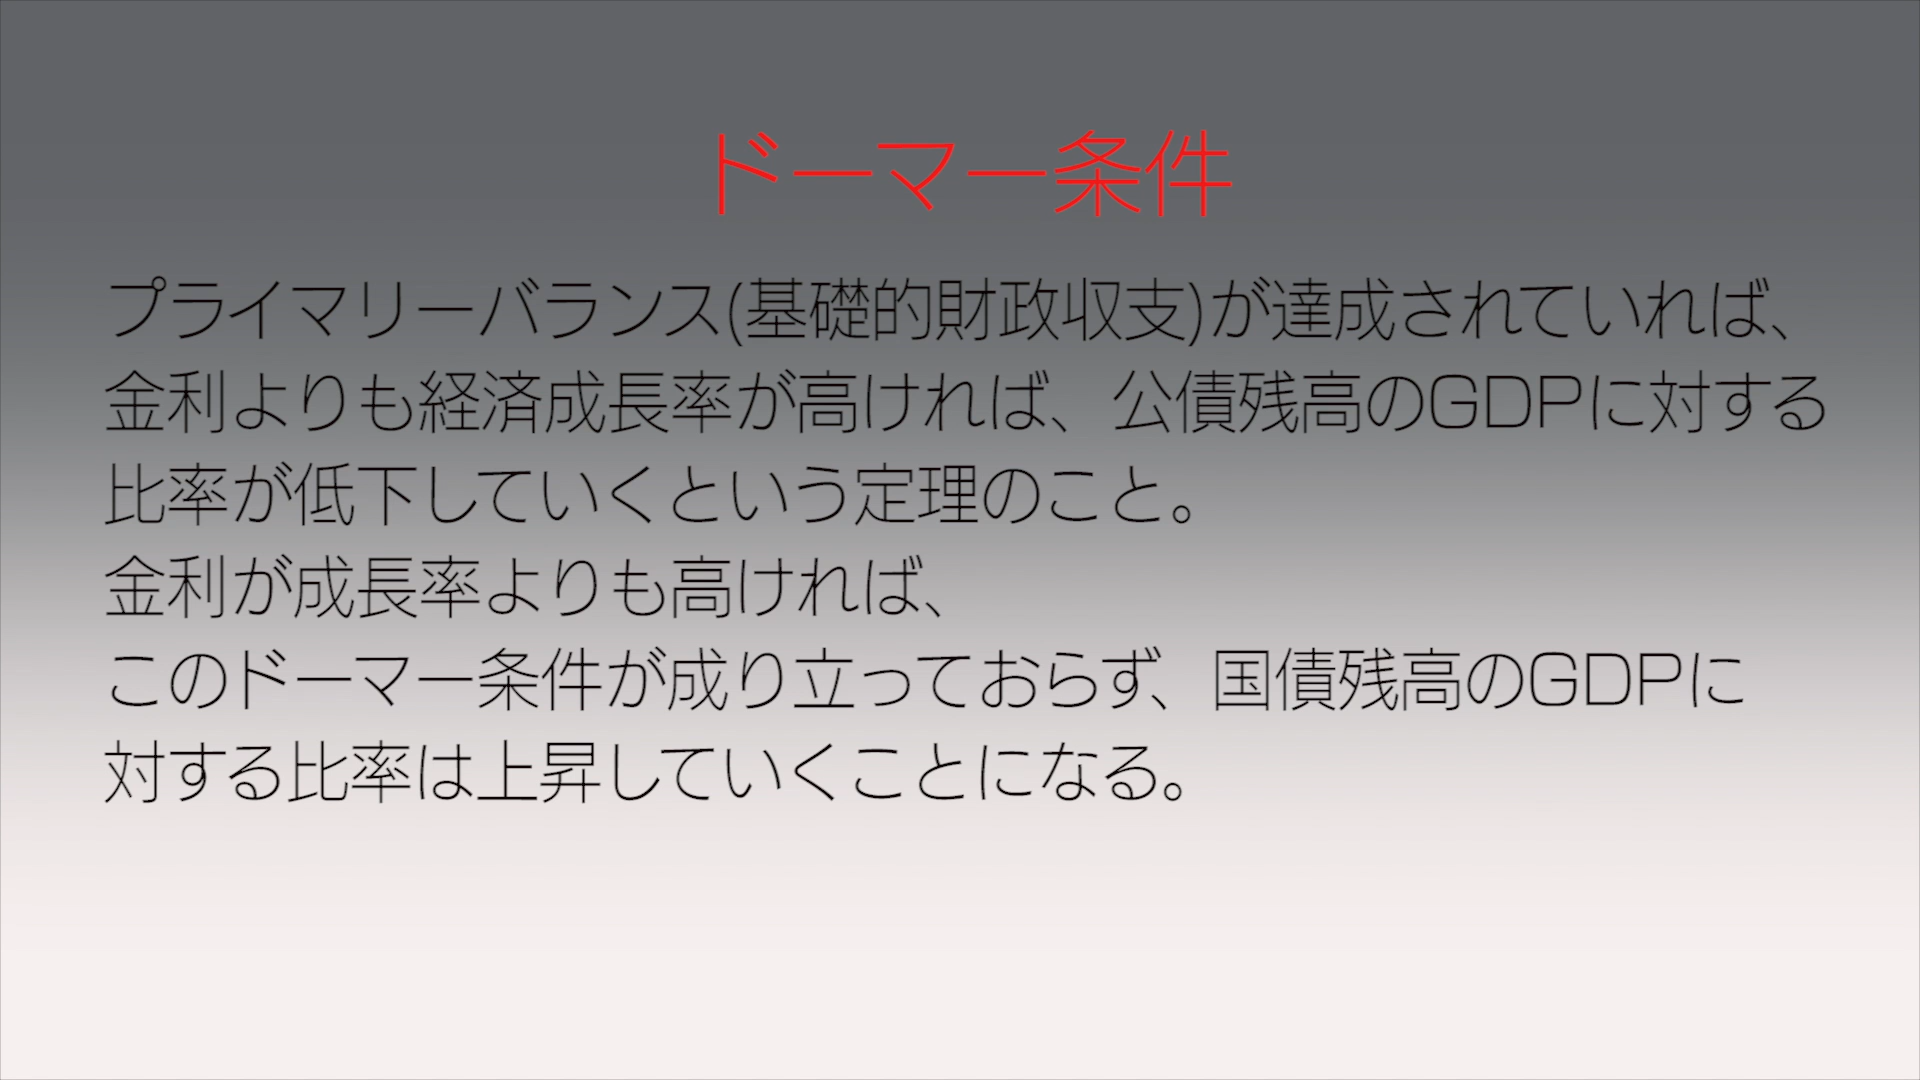 ドーマー条件
プライマリーバランス(基礎的財政収支)が達成されていれば、
金利よりも経済成長率が高ければ、公債残高のGDPに対する
比率が低下していくという定理のこと。
金利が成長率よりも高ければ、
このドーマー条件が成り立っておらず、国債残高のGDPに
対する比率は上昇していくことになる。